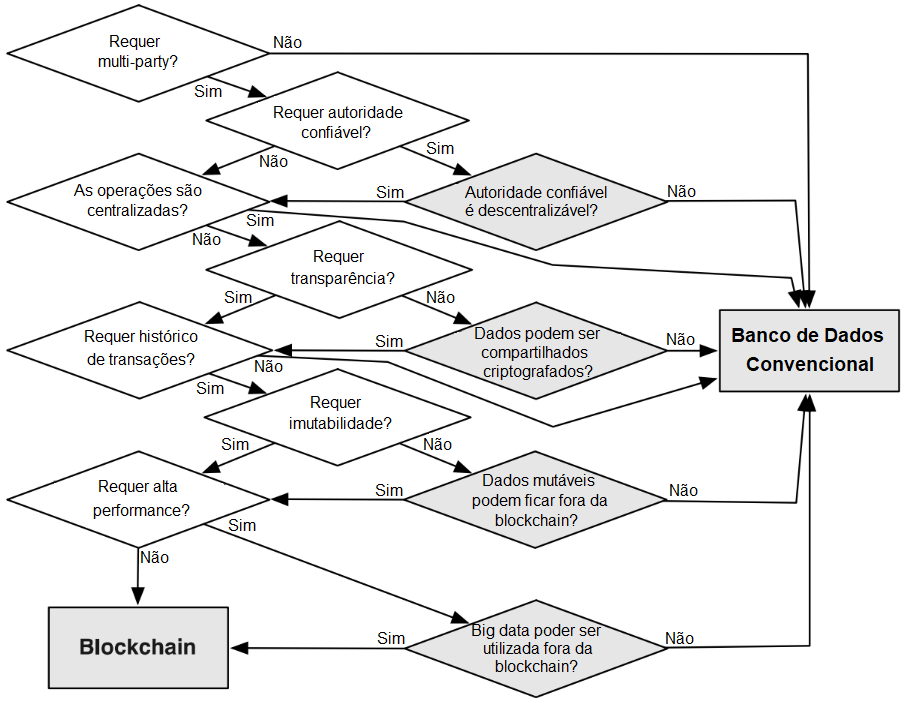 Requer
multi-party?
Não
Sim
Requer autoridade
confiável?
Não
Sim
As operações são
centralizadas?
Sim
Autoridade confiável
é descentralizável?
Não
Sim
Não
Requer
transparência?
Sim
Não
Requer histórico
de transações?
Sim
Dados podem ser
compartilhados
criptografados?
Não
Banco de Dados
Convencional
Não
Sim
Requer
imutabilidade?
Sim
Não
Requer alta
performance?
Sim
Dados mutáveis
podem ficar fora da
blockchain?
Não
Sim
Não
Blockchain
Sim
Big data poder ser
utilizada fora da
blockchain?
Não